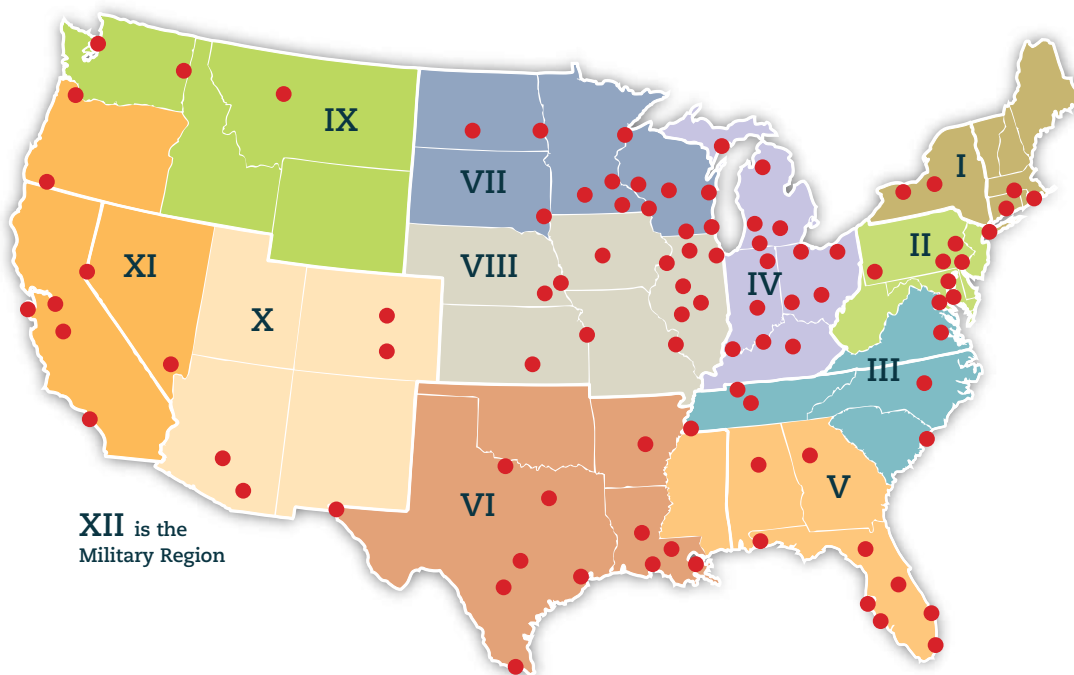 IX
I
VII
II
XI
VIII
IV
X
III
V
VI
XII is the
Military Region